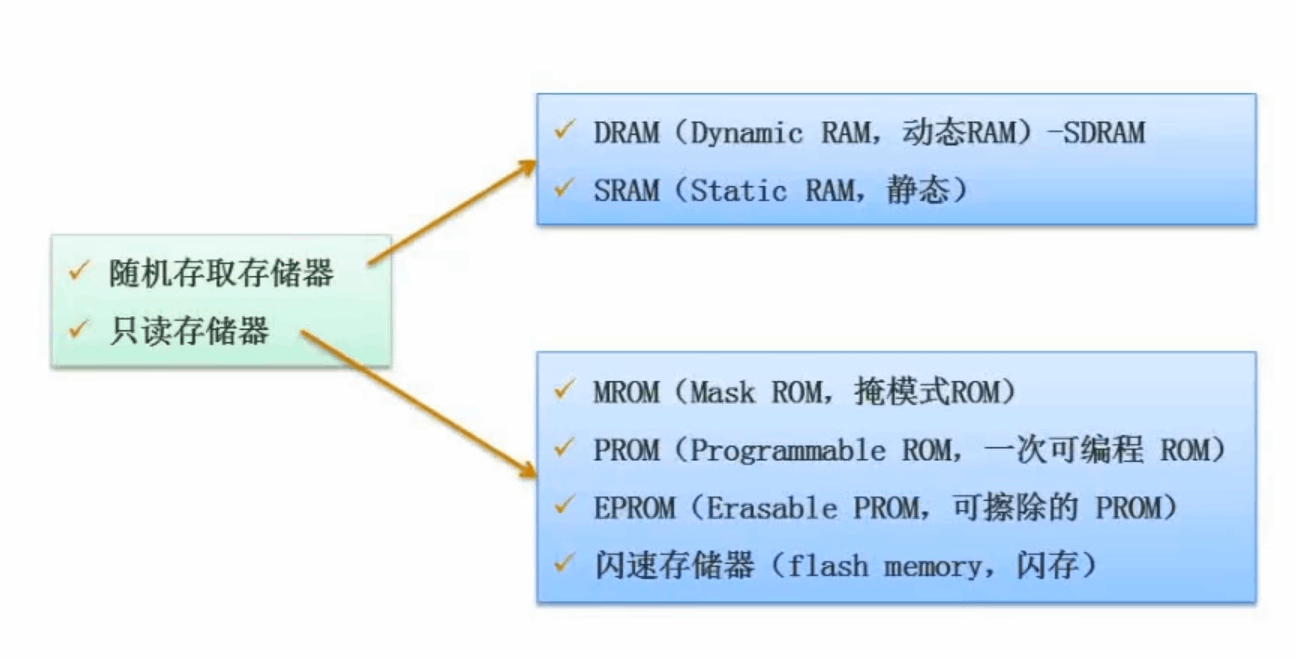 随机存取存储器
只读存储器
DRAM（Dynamic RAM，动态RAM）-SDRAM
SRAM（Static RAM，静态）
MROM（Mask ROM，掩模式ROM）
PROM（Programmable ROM，一次可编程 ROM）
EPROM（Erasable PROM，可擦除的 PROM）
闪速存储器（flash memory，闪存）